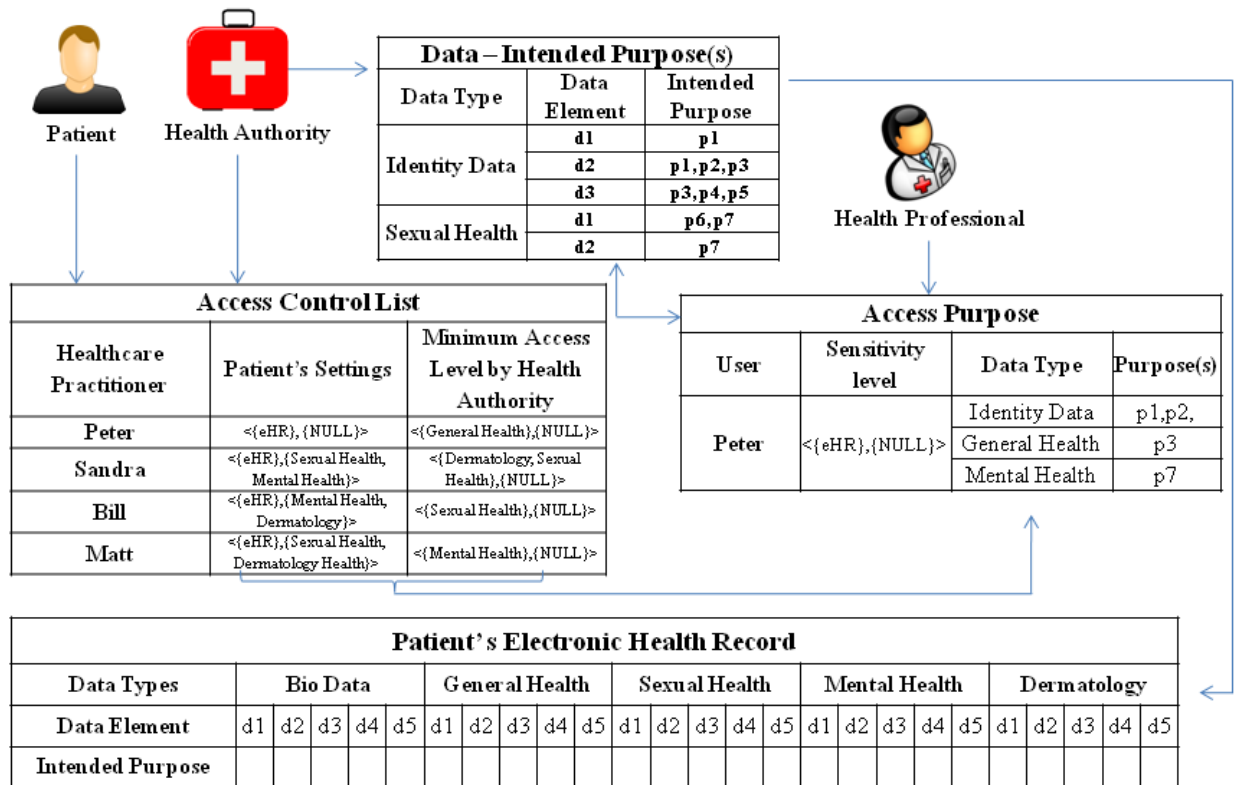 Patient
Health Authority
Data – Intended Purpose(s)
Data Type
Data
Element
Intended
Purpose
Identity Data
d1
p1
d2
p1,p2,p3
d3
p3,p4,p5
Sexual Health
d1
p6,p7
d2
p7
Health Professional
Access Control List
Healthcare
Practitioner
Patient's Settings
Minimum Access
Level by Health
Authority
Peter
<{eHR}, {NULL}>
<{General Health},{NULL}>
Sandra
<{eHR},{Sexual Health,
Mental Health}>
<{Dermatology, Sexual
Health},{NULL}>
Bill
<{eHR},{Mental Health,
Dermatology}>
<{Sexual Health},{NULL}>
Matt
<{eHR},{Sexual Health,
Dermatology Health}>
<{Mental Health},{NULL}>
Access Purpose
User
Sensitivity
level
Data Type
Purpose(s)
Peter
<{eHR},{NULL}>
Identity Data
p1,p2,
General Health
p3
Mental Health
p7
Patient's Electronic Health Record
Data Types
Bio Data
General Health
Sexual Health
Mental Health
Dermatology
Data Element
d1 d2 d3 d4 d5 d1 d2 d3 d4 d5 d1 d2 d3 d4 d5 d1 d2 d3 d4 d5 d1 d2 d3 d4 d5
Intended Purpose